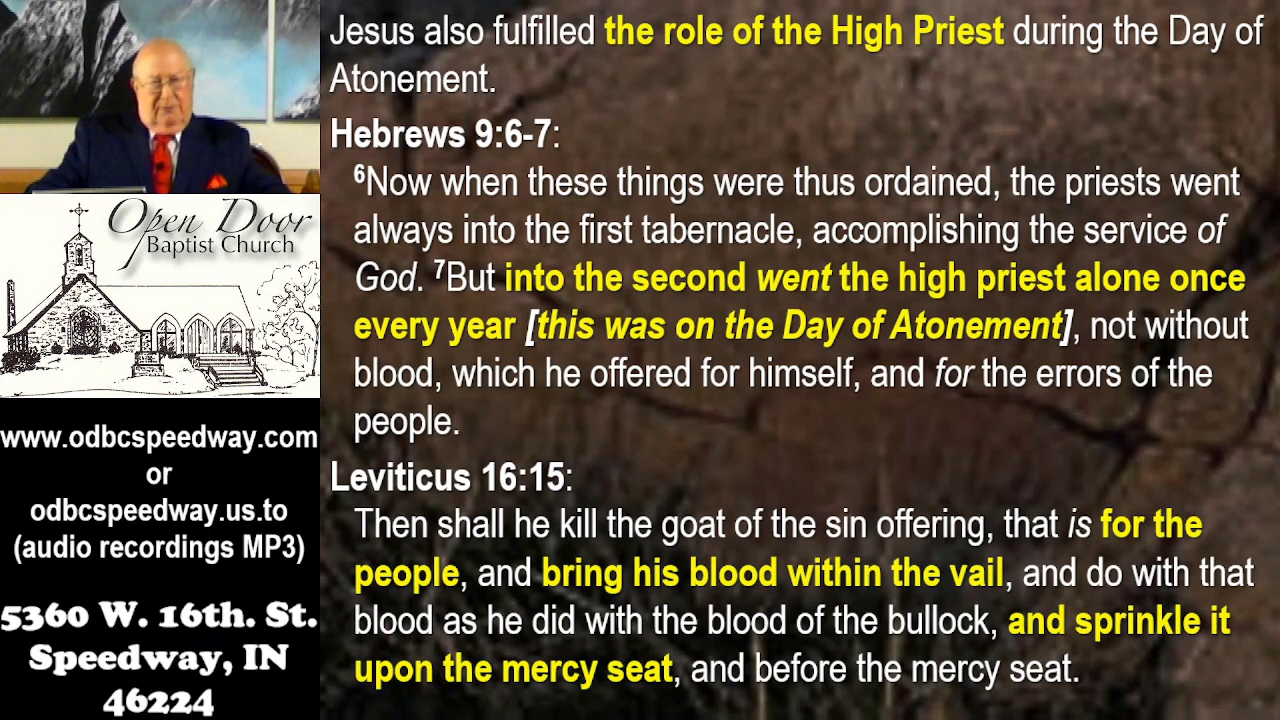 Jesus also fulfilled the role of the High Priest during the Day of
Atonement.
Hebrews 9:6-7:
⁶Now when these things were thus ordained, the priests went
always into the first tabernacle, accomplishing the service of
God. ⁷But into the second went the high priest alone once
every year [this was on the Day of Atonement], not without
blood, which he offered for himself, and for the errors of the
people.
Leviticus 16:15:
Then shall he kill the goat of the sin offering, that is for the
people, and bring his blood within the vail, and do with that
blood as he did with the blood of the bullock, and sprinkle it
upon the mercy seat, and before the mercy seat.
Open Door
Baptist Church
www.odbcspeedway.com
or
odbcspeedway.us.to
(audio recordings MP3)
5360 W. 16th. St.
Speedway, IN
46224